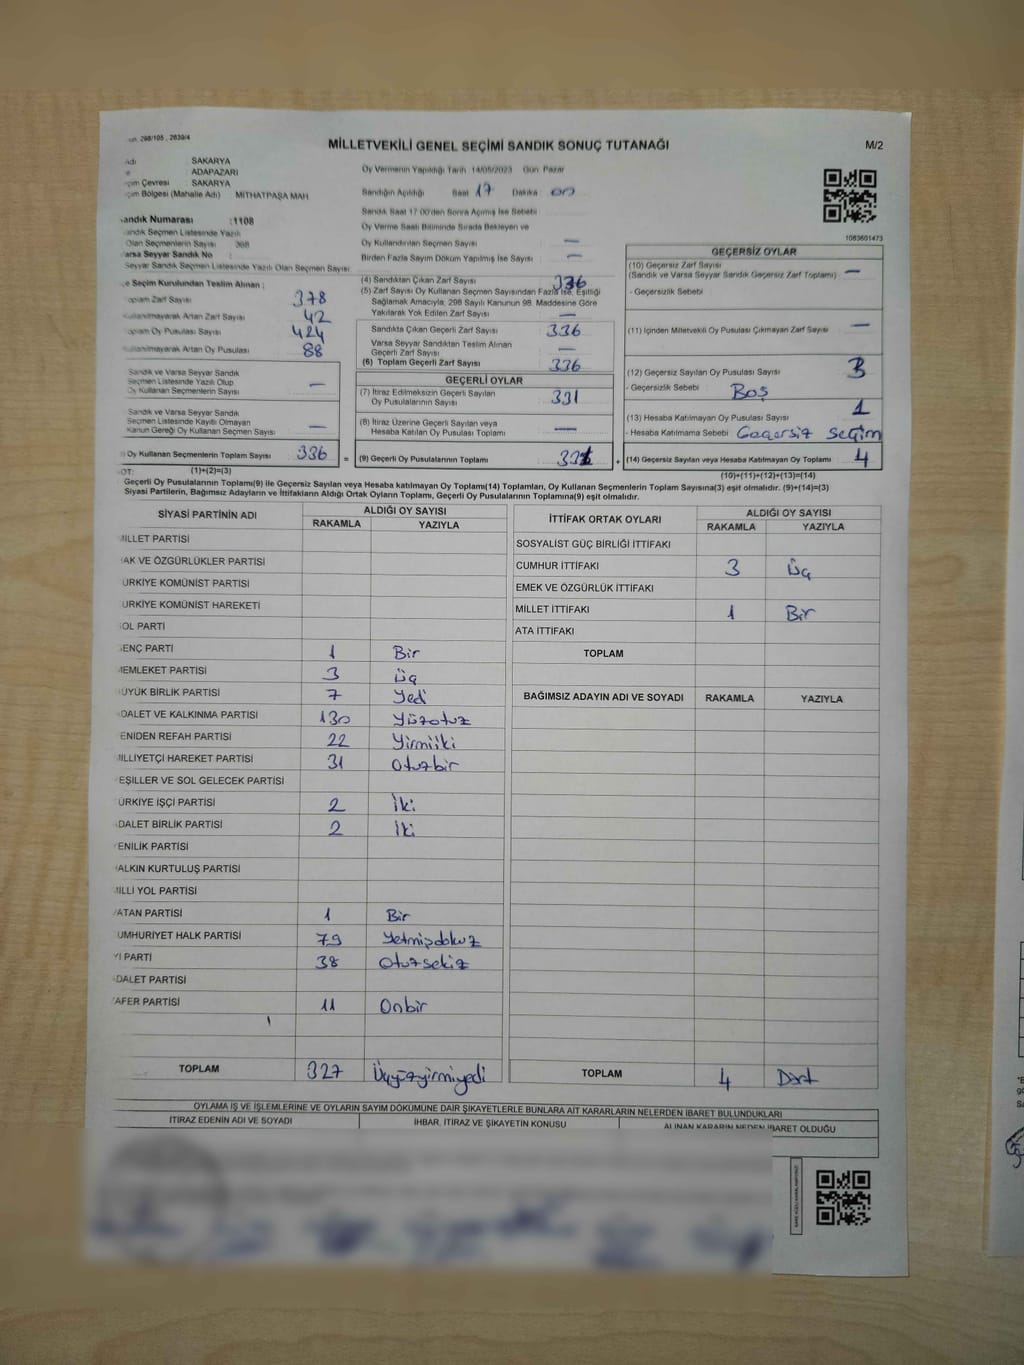 298/105 , 2839/4
MİLLETVEKİLİ GENEL SEÇİMİ SANDIK SONUÇ TUTANAĞI
M/2
SAKARYA
ADAPAZARI
Seçim Çevresi SAKARYA
Bölgesi (Mahalle Adı) MİTHATPAŞA MAH
Oy Vermenin Yapıldığı Tarih 14/05/2023 Gün Pazar
Sandığın Açıldığı Saat 17 Dakika 00
Sandık Saat 17 00'den Sonra Açılmış İse Sebebi
Oy Verme Saati Bitiminde Sırada Bekleyen ve
Oy Kullandırılan Seçmen Sayısı —
Birden Fazla Sayım Döküm Yapılmış İse Sayısı —
andık Numarası :1108
andık Seçmen Listesinde Yazılı
Olan Seçmenlerin Sayısı
arsa Seyyar Sandık No
Seyyar Sandık Seçmen Listesinde Yazılı Olan Seçmen Sayısı
1083601473
e Seçim Kurulundan Teslim Alınan :
oplam Zarf Sayısı 378
ullanılmayarak Artan Zarf Sayısı 42
oplam Oy Pusulası Sayısı 424
ullanılmayarak Artan Oy Pusulası 88
Sandık ve Varsa Seyyar Sandık
Seçmen Listesinde Yazılı Olup
Oy Kullanan Seçmenlerin Sayısı —
Sandık ve Varsa Seyyar Sandık
Seçmen Listesinde Kayıtlı Olmayan
Kanun Gereği Oy Kullanan Seçmen Sayısı —
) Oy Kullanan Seçmenlerin Toplam Sayısı 336 =
(1)+(2)=(3)
(4) Sandıktan Çıkan Zarf Sayısı 336
(5) Zarf Sayısı Oy Kullanan Seçmen Sayısından Fazla İse, Eşitliği
Sağlamak Amacıyla, 298 Sayılı Kanunun 98. Maddesine Göre
Yakılarak Yok Edilen Zarf Sayısı —
Sandıkta Çıkan Geçerli Zarf Sayısı 336
Varsa Seyyar Sandıktan Teslim Alınan
Geçerli Zarf Sayısı —
(6) Toplam Geçerli Zarf Sayısı 336
GEÇERLİ OYLAR
(7) İtiraz Edilmeksizin Geçerli Sayılan
Oy Pusulalarının Sayısı 331
(8) İtiraz Üzerine Geçerli Sayılan veya
Hesaba Katılan Oy Pusulası Toplamı —
(9) Geçerli Oy Pusulalarının Toplamı 331 +
GEÇERSİZ OYLAR
(10) Geçersiz Zarf Sayısı
(Sandık ve Varsa Seyyar Sandık Geçersiz Zarf Toplamı) —
- Geçersizlik Sebebi
(11) İçinden Milletvekili Oy Pusulası Çıkmayan Zarf Sayısı —
(12) Geçersiz Sayılan Oy Pusulası Sayısı 3
- Geçersizlik Sebebi : Boş
(13) Hesaba Katılmayan Oy Pusulası Sayısı 1
- Hesaba Katılmama Sebebi Geçersiz Seçim
(14) Geçersiz Sayılan veya Hesaba Katılmayan Oy Toplamı 4
(10)+(11)+(12)+(13)=(14)
OT:
Geçerli Oy Pusulalarının Toplamı(9) ile Geçersiz Sayılan veya Hesaba Katılmayan Oy Toplamı(14) Toplamları, Oy Kullanan Seçmenlerin Toplam Sayısına(3) eşit olmalıdır. (9)+(14)=(3)
Siyasi Partilerin, Bağımsız Adayların ve İttifakların Aldığı Ortak Oyların Toplamı, Geçerli Oy Pusulalarının Toplamına(9) eşit olmalıdır.
SİYASİ PARTİNİN ADI ALDIĞI OY SAYISI
RAKAMLA YAZIYLA
MİLLET PARTİSİ
AK VE ÖZGÜRLÜKLER PARTİSİ
ÜRKİYE KOMÜNİST PARTİSİ
ÜRKİYE KOMÜNİST HAREKETİ
SOL PARTİ
GENÇ PARTİ 1 Bir
MEMLEKET PARTİSİ 3 Üç
ÜYÜK BİRLİK PARTİSİ 7 Yedi
DALET VE KALKINMA PARTİSİ 130 Yüzotuz
ENİDEN REFAH PARTİSİ 22 Yirmiiki
İLLİYETÇİ HAREKET PARTİSİ 31 Otuzbir
EŞİLLER VE SOL GELECEK PARTİSİ
ÜRKİYE İŞÇİ PARTİSİ 2 İki
DALET BİRLİK PARTİSİ 2 İki
ENİLİK PARTİSİ
ALKIN KURTULUŞ PARTİSİ
MİLLİ YOL PARTİSİ
VATAN PARTİSİ 1 Bir
UMHURİYET HALK PARTİSİ 79 Yetmişdokuz
Yİ PARTİ 38 Otuzsekiz
DALET PARTİSİ
ZAFER PARTİSİ 11 Onbir
TOPLAM 327 Üçyüzyirmiyedi
İTTİFAK ORTAK OYLARI ALDIĞI OY SAYISI
RAKAMLA YAZIYLA
SOSYALİST GÜÇ BİRLİĞİ İTTİFAKI
CUMHUR İTTİFAKI 3 Üç
EMEK VE ÖZGÜRLÜK İTTİFAKI
MİLLET İTTİFAKI 1 Bir
ATA İTTİFAKI
TOPLAM
BAĞIMSIZ ADAYIN ADI VE SOYADI RAKAMLA YAZIYLA
TOPLAM 4 Dört
OYLAMA İŞ VE İŞLEMLERİNE VE OYLARIN SAYIM DÖKÜMÜNE DAİR ŞİKAYETLERLE BUNLARA AİT KARARLARIN NELERDEN İBARET BULUNDUKLARI
İTİRAZ EDENİN ADI VE SOYADI İHBAR, İTİRAZ VE ŞİKAYETİN KONUSU ALINAN KARARIN NEDEN İBARET OLDUĞU